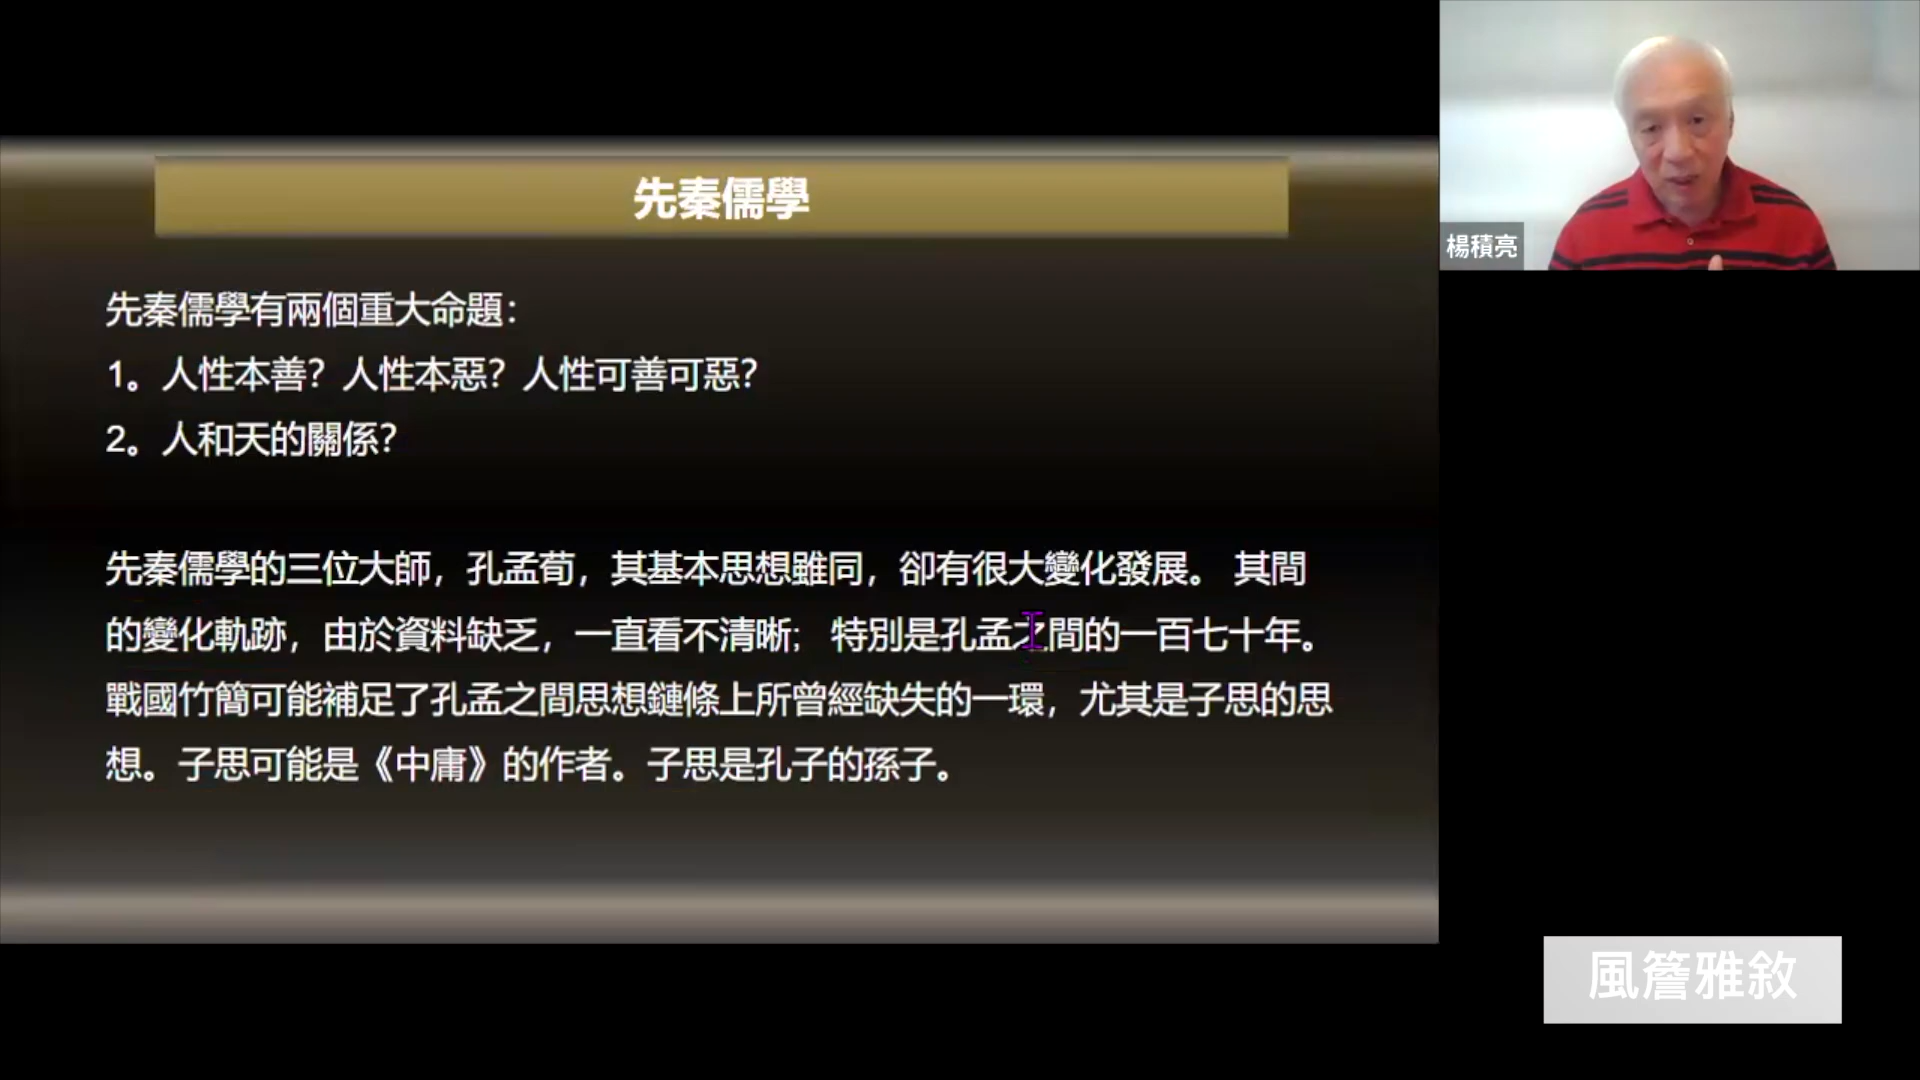 先秦儒學
先秦儒學有兩個重大命題：
1。人性本善？人性本惡？人性可善可惡？
2。人和天的關係？
先秦儒學的三位大師，孔孟荀，其基本思想雖同，卻有很大變化發展。 其間
的變化軌跡，由於資料缺乏，一直看不清晰； 特別是孔孟之間的一百七十年。
戰國竹簡可能補足了孔孟之間思想鏈條上所曾經缺失的一環，尤其是子思的思
想。子思可能是《中庸》的作者。子思是孔子的孫子。
楊積亮
風簷雅敘